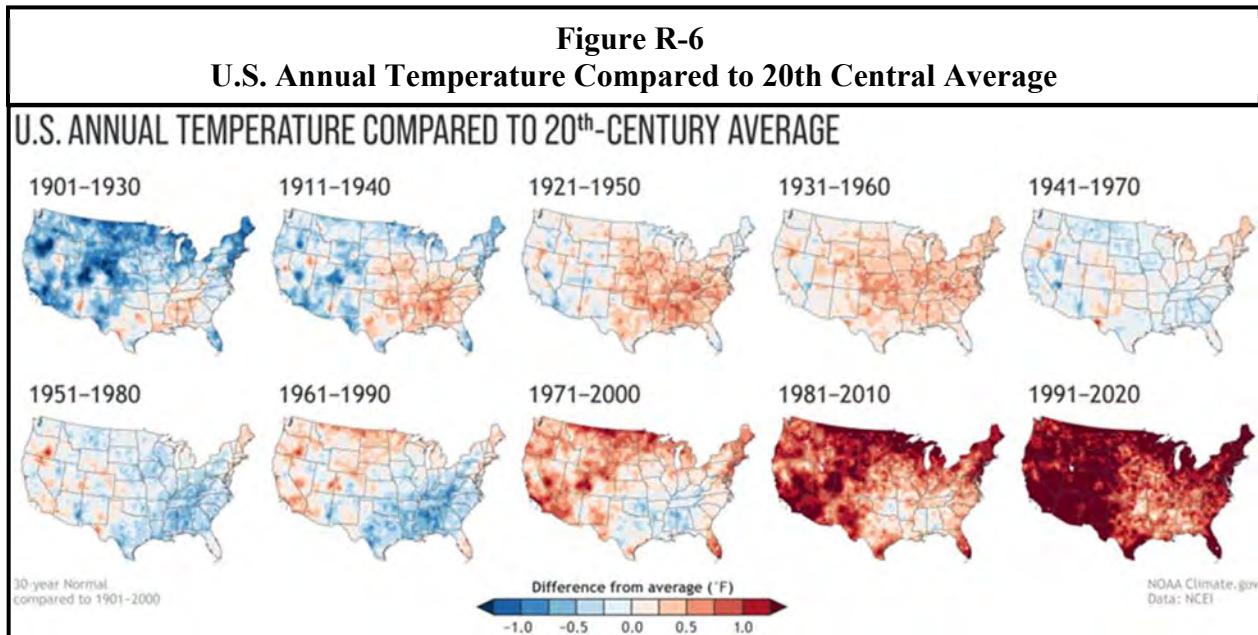 Figure R-6
U.S. Annual Temperature Compared to 20th Central Average
U.S. ANNUAL TEMPERATURE COMPARED TO 20th-CENTURY AVERAGE
1901–1930
1911–1940
1921–1950
1931–1960
1941–1970
1951–1980
1961–1990
1971–2000
1981–2010
1991–2020
30-year Normal
compared to 1901–2000
Difference from average (°F)
-1.0 -0.5 0.0 0.5 1.0
NOAA Climate.gov
Data: NCEI